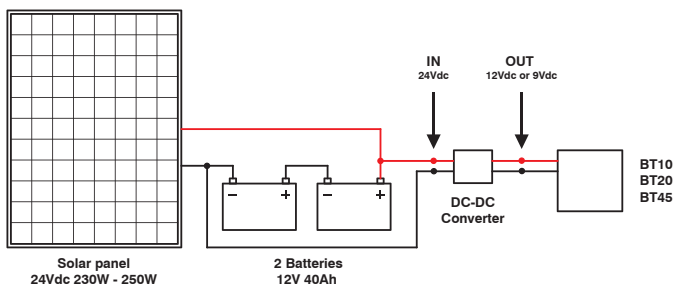 IN
24Vdc
OUT
12Vdc or 9Vdc
BT10
BT20
BT45
− + − +
DC-DC
Converter
Solar panel
24Vdc 230W - 250W
2 Batteries
12V 40Ah